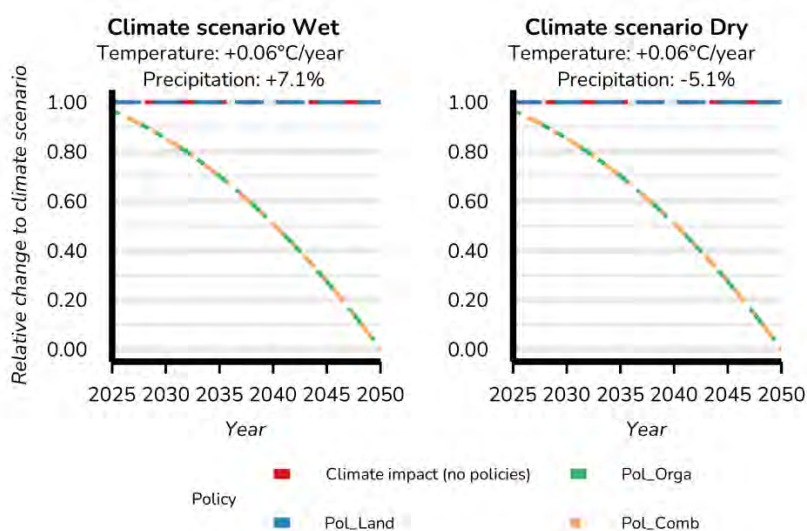 Climate scenario Wet
Temperature: +0.06°C/year
Precipitation: +7.1%
Climate scenario Dry
Temperature: +0.06°C/year
Precipitation: -5.1%
Relative change to climate scenario
1.00
0.80
0.60
0.40
0.20
0.00
2025 2030 2035 2040 2045 2050
Year
1.00
0.80
0.60
0.40
0.20
0.00
2025 2030 2035 2040 2045 2050
Year
Policy
Climate impact (no policies)
Pol_Orga
Pol_Land
Pol_Comb